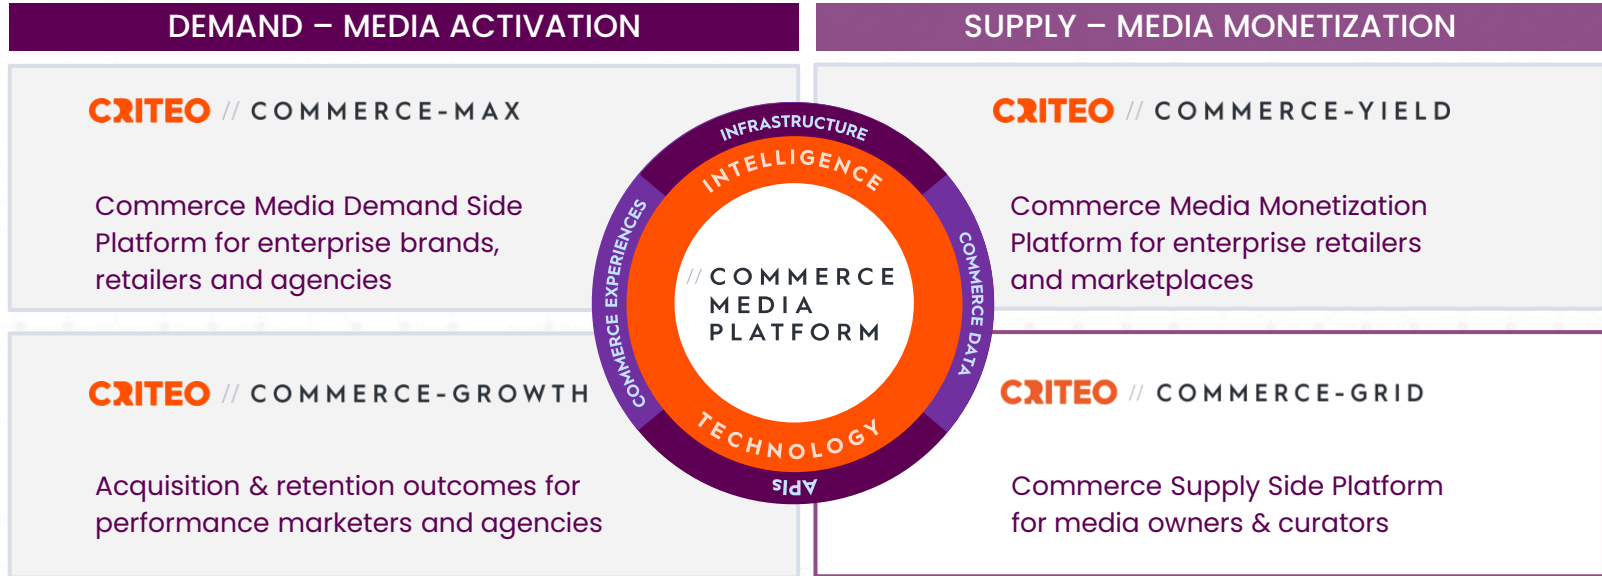 DEMAND – MEDIA ACTIVATION
SUPPLY – MEDIA MONETIZATION
CRITEO // COMMERCE-MAX
Commerce Media Demand Side
Platform for enterprise brands,
retailers and agencies
CRITEO // COMMERCE-YIELD
Commerce Media Monetization
Platform for enterprise retailers
and marketplaces
INFRASTRUCTURE
INTELLIGENCE
COMMERCE EXPERIENCES
// COMMERCE
MEDIA
PLATFORM
COMMERCE DATA
TECHNOLOGY
APIs
CRITEO // COMMERCE-GROWTH
Acquisition & retention outcomes for
performance marketers and agencies
CRITEO // COMMERCE-GRID
Commerce Supply Side Platform
for media owners & curators